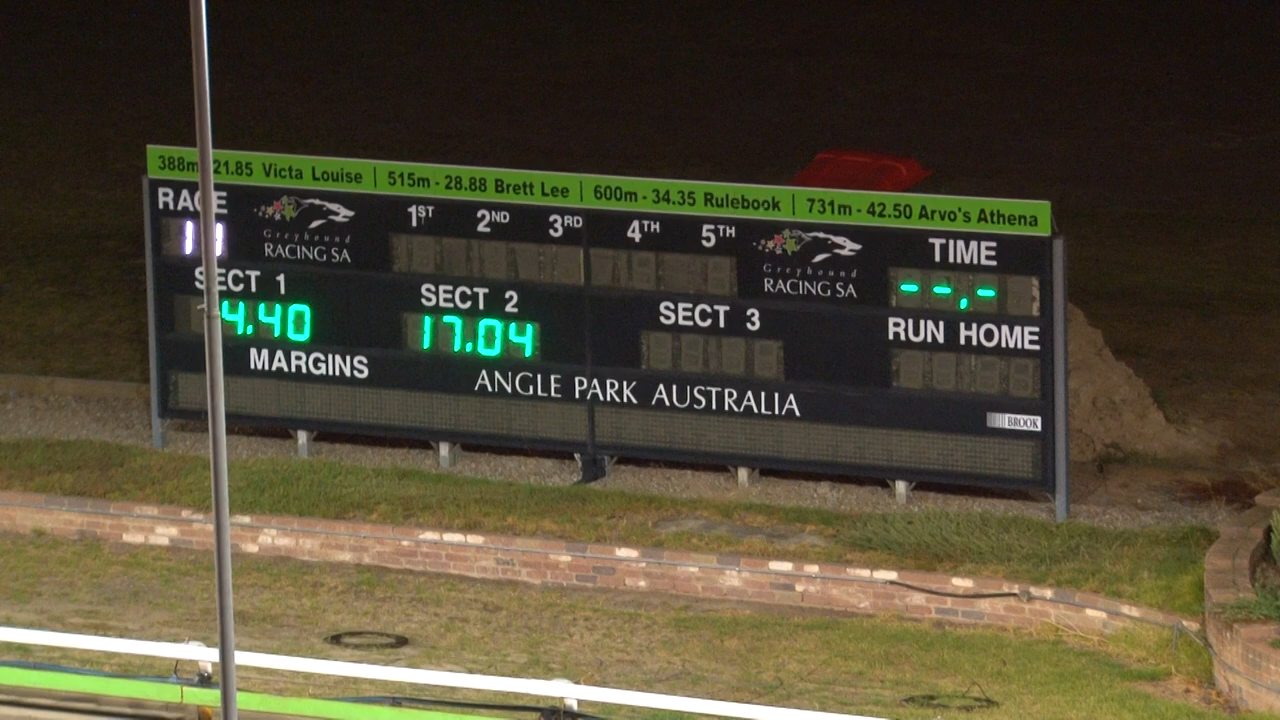 388m 21.85 Victa Louise | 515m - 28.88 Brett Lee | 600m - 34.35 Rulebook | 731m - 42.50 Arvo's Athena
RACE
11
Greyhound
RACING SA
1ST 2ND 3RD 4TH 5TH
Greyhound
RACING SA
TIME
--.-
SECT 1
4.40
SECT 2
17.04
SECT 3
RUN HOME
MARGINS
ANGLE PARK AUSTRALIA
BROOK